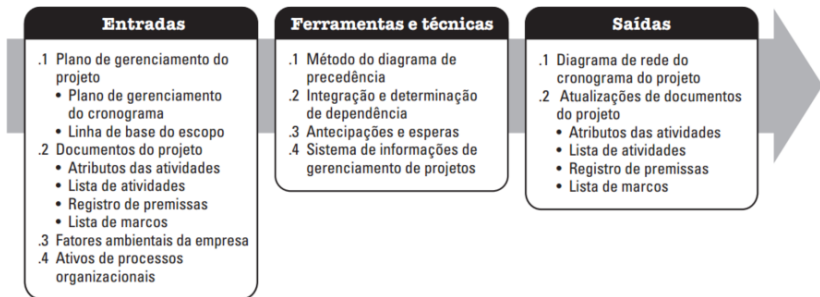 Entradas
.1 Plano de gerenciamento do
projeto
• Plano de gerenciamento
do cronograma
• Linha de base do escopo
.2 Documentos do projeto
• Atributos das atividades
• Lista de atividades
• Registro de premissas
• Lista de marcos
.3 Fatores ambientais da empresa
.4 Ativos de processos
organizacionais
Ferramentas e técnicas
.1 Método do diagrama de
precedência
.2 Integração e determinação
de dependência
.3 Antecipações e esperas
.4 Sistema de informações de
gerenciamento de projetos
Saídas
.1 Diagrama de rede do
cronograma do projeto
.2 Atualizações de documentos
do projeto
• Atributos das atividades
• Lista de atividades
• Registro de premissas
• Lista de marcos